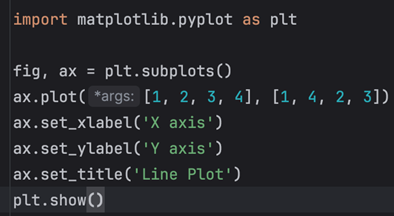 import matplotlib.pyplot as plt
fig, ax = plt.subplots()
ax.plot( *args: [1, 2, 3, 4], [1, 4, 2, 3])
ax.set_xlabel('X axis')
ax.set_ylabel('Y axis')
ax.set_title('Line Plot')
plt.show()